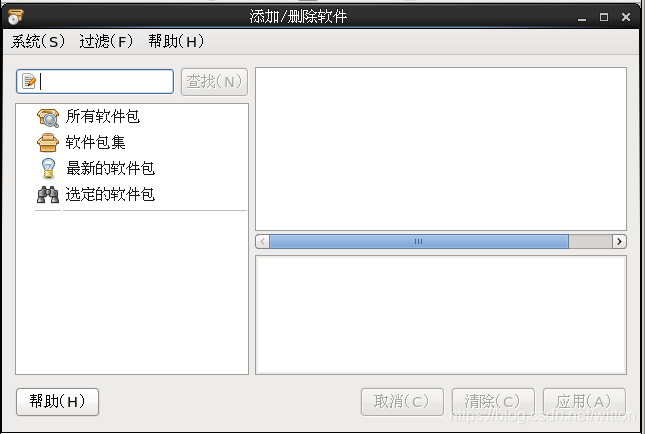 添加/删除软件
系统(S) 过滤(F) 帮助(H)
查找(N)
所有软件包
软件包集
最新的软件包
选定的软件包
帮助(H) 取消(C) 清除(C) 应用(A)
https://blog.csdn.net/witton